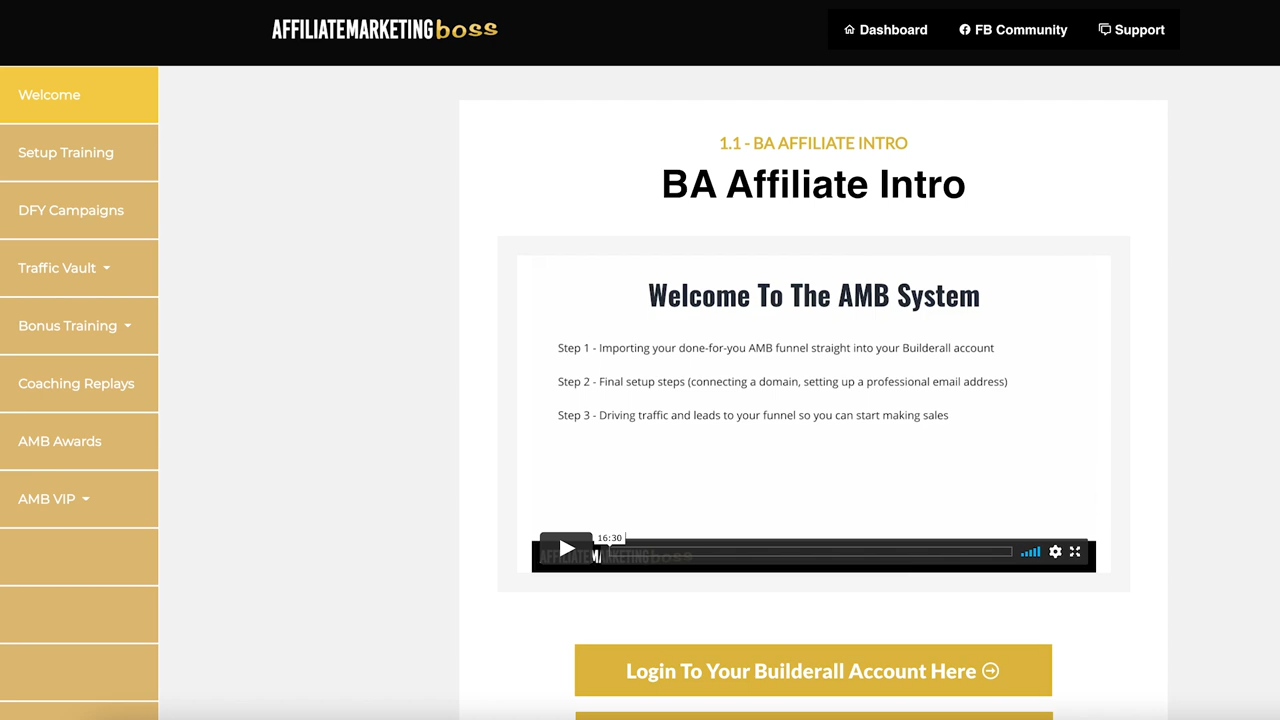 AFFILIATEMARKETINGboss
Dashboard
FB Community
Support
Welcome
Setup Training
DFY Campaigns
Traffic Vault
Bonus Training
Coaching Replays
AMB Awards
AMB VIP
1.1 - BA AFFILIATE INTRO
BA Affiliate Intro
Welcome To The AMB System
Step 1 - Importing your done-for-you AMB funnel straight into your Builderall account
Step 2 - Final setup steps (connecting a domain, setting up a professional email address)
Step 3 - Driving traffic and leads to your funnel so you can start making sales
16:30
Login To Your Builderall Account Here